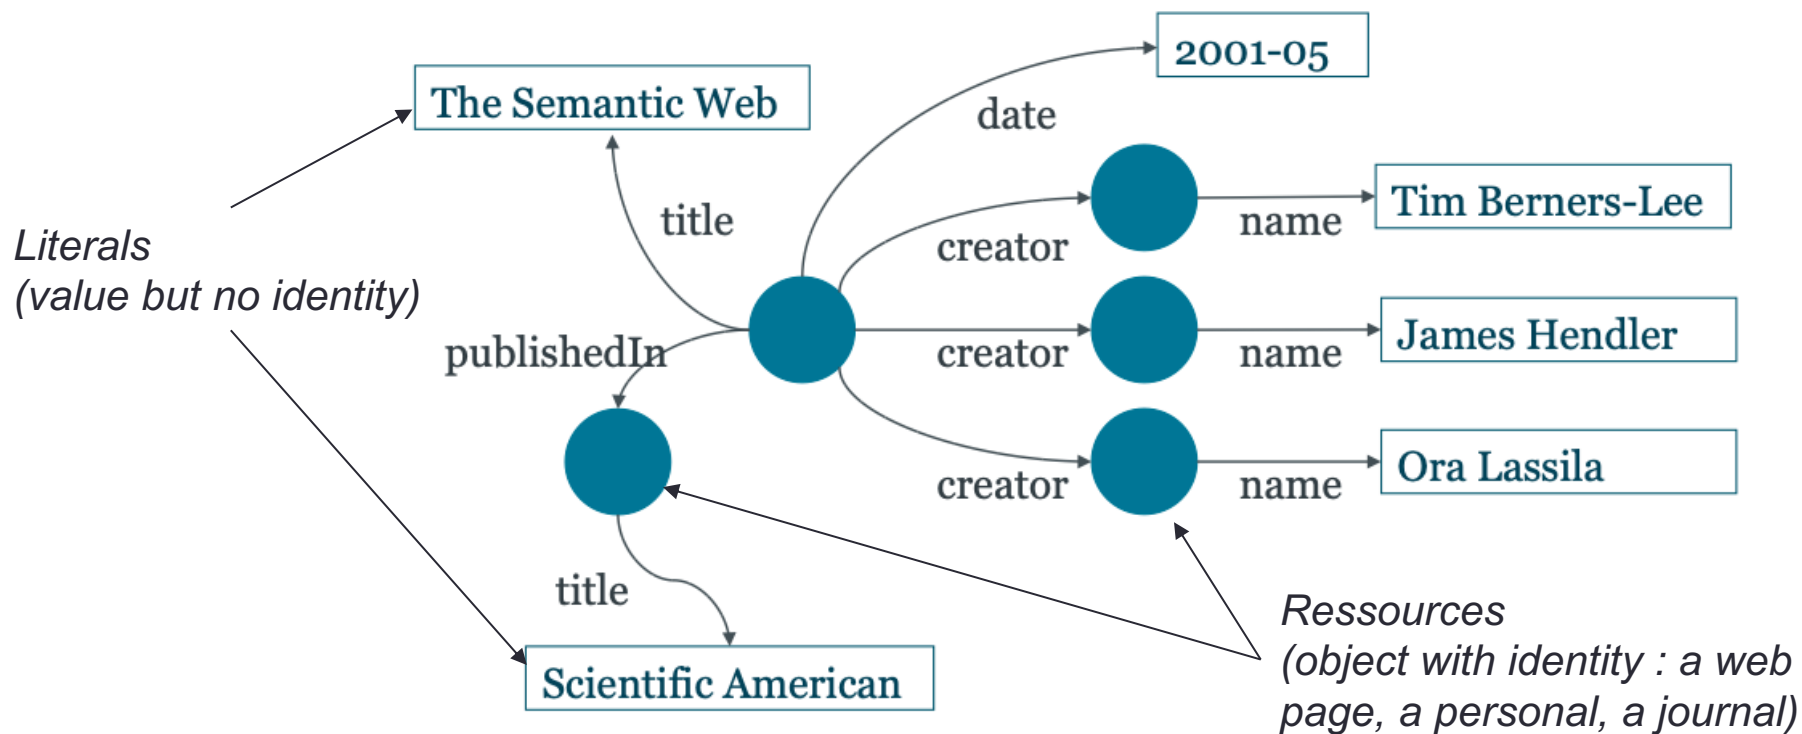 2001-05
The Semantic Web
date
Tim Berners-Lee
title
name
creator
Literals
(value but no identity)
James Hendler
publishedIn
creator
name
Ora Lassila
creator
name
title
Ressources
(object with identity : a web
page, a personal, a journal)
Scientific American